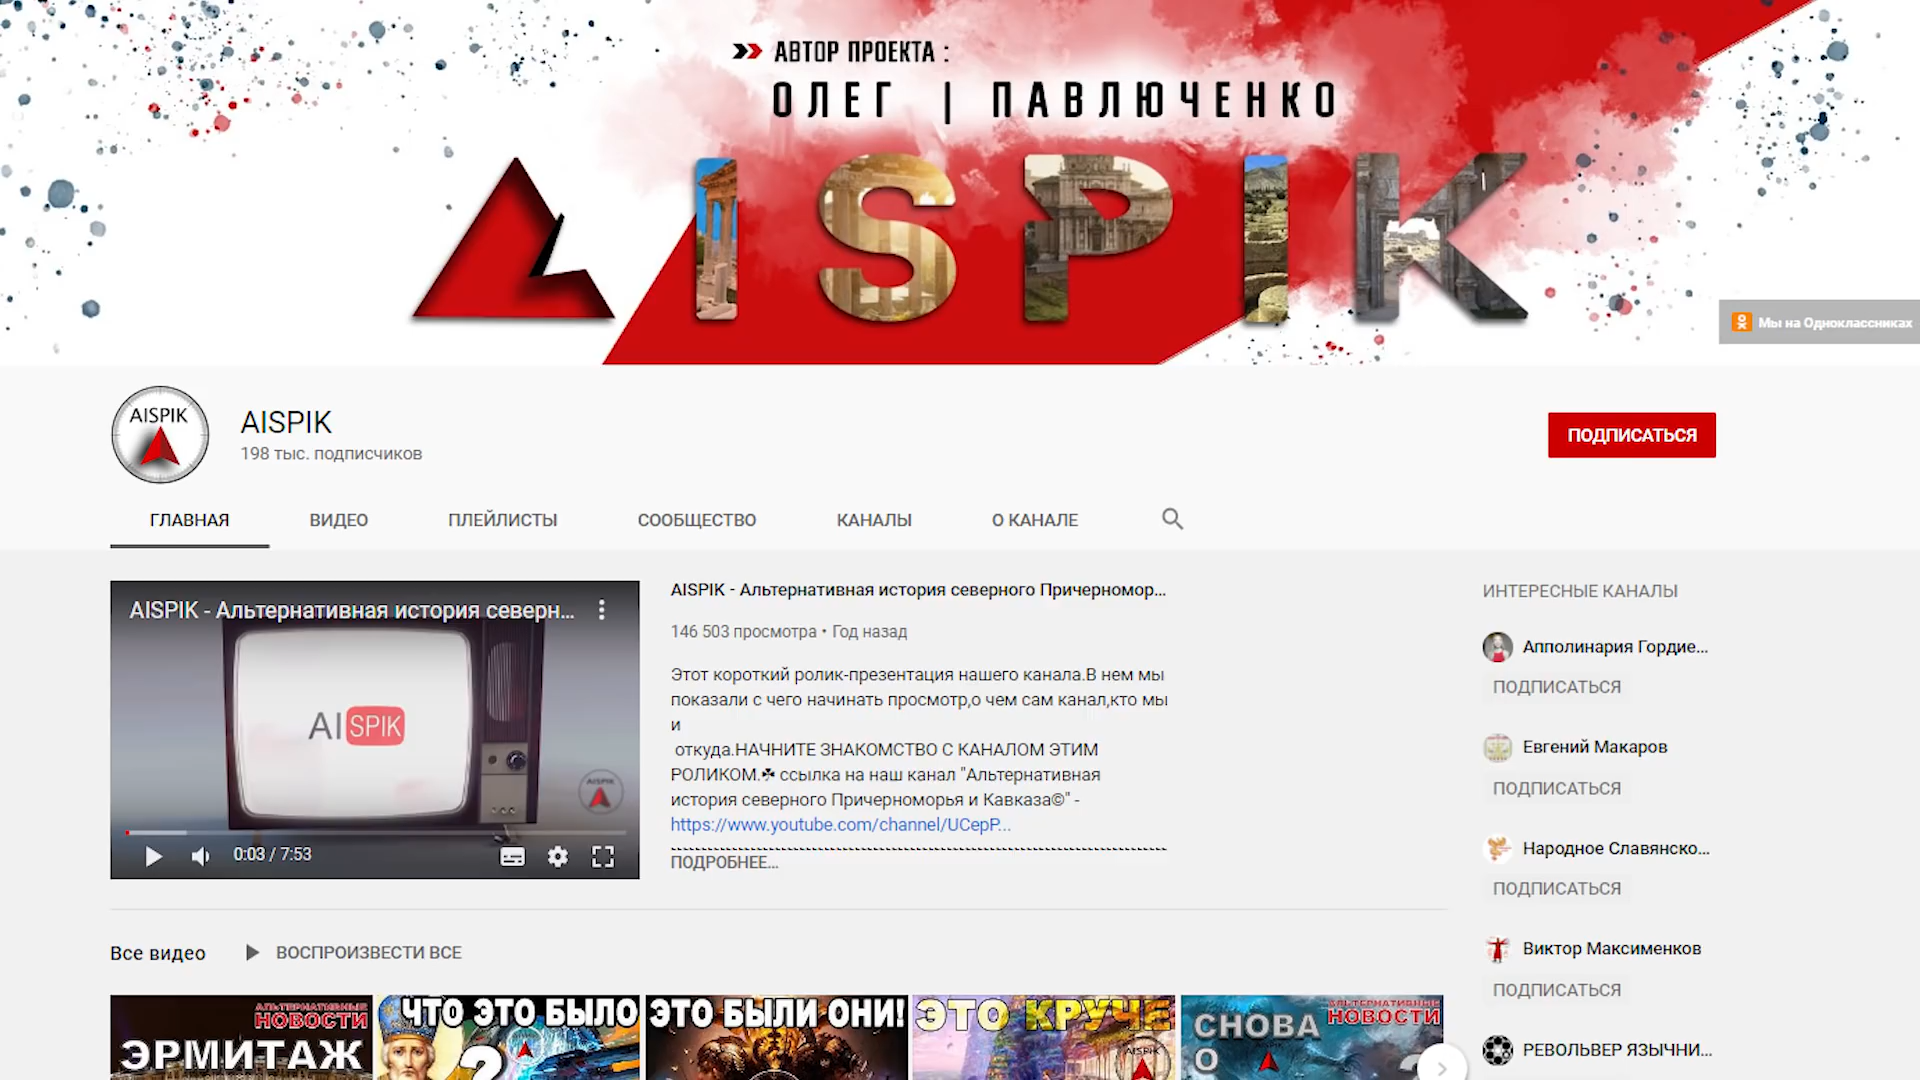 АВТОР ПРОЕКТА :
ОЛЕГ | ПАВЛЮЧЕНКО
AISPIK
Мы на Одноклассниках
AISPIK
AISPIK
198 тыс. подписчиков
ПОДПИСАТЬСЯ
ГЛАВНАЯ
ВИДЕО
ПЛЕЙЛИСТЫ
СООБЩЕСТВО
КАНАЛЫ
О КАНАЛЕ
AISPIK - Альтернативная история северн...
AISPIK
AISPIK
0:03 / 7:53
AISPIK - Альтернативная история северного Причерномор...
146 503 просмотра • Год назад
Этот короткий ролик-презентация нашего канала.В нем мы
показали с чего начинать просмотр,о чем сам канал,кто мы
и
откуда.НАЧНИТЕ ЗНАКОМСТВО С КАНАЛОМ ЭТИМ
РОЛИКОМ.☘ ссылка на наш канал "Альтернативная
история северного Причерноморья и Кавказа©" -
https://www.youtube.com/channel/UCepP...
ПОДРОБНЕЕ...
ИНТЕРЕСНЫЕ КАНАЛЫ
Апполинария Гордие...
ПОДПИСАТЬСЯ
Евгений Макаров
ПОДПИСАТЬСЯ
Народное Славянско...
ПОДПИСАТЬСЯ
Виктор Максименков
ПОДПИСАТЬСЯ
РЕВОЛЬВЕР ЯЗЫЧНИ...
Все видео
ВОСПРОИЗВЕСТИ ВСЕ
АЛЬТЕРНАТИВНЫЕ
НОВОСТИ
ЭРМИТАЖ
ЧТО ЭТО БЫЛО
?
ЭТО БЫЛИ ОНИ!
ЭТО КРУЧЕ
AISPIK
АЛЬТЕРНАТИВНЫЕ
НОВОСТИ
СНОВА
О